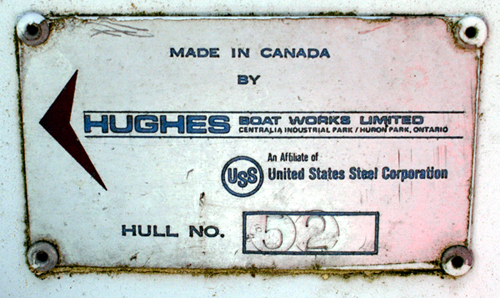 MADE IN CANADA
BY
HUGHES BOAT WORKS LIMITED
CENTRALIA INDUSTRIAL PARK / HURON PARK, ONTARIO
An Affiliate of
USS United States Steel Corporation
HULL NO. 52